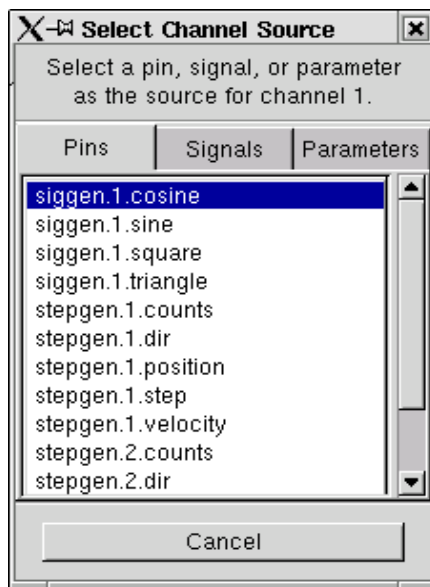 Select Channel Source
Select a pin, signal, or parameter
as the source for channel 1.
Pins Signals Parameters
siggen.1.cosine
siggen.1.sine
siggen.1.square
siggen.1.triangle
stepgen.1.counts
stepgen.1.dir
stepgen.1.position
stepgen.1.step
stepgen.1.velocity
stepgen.2.counts
stepgen.2.dir
Cancel